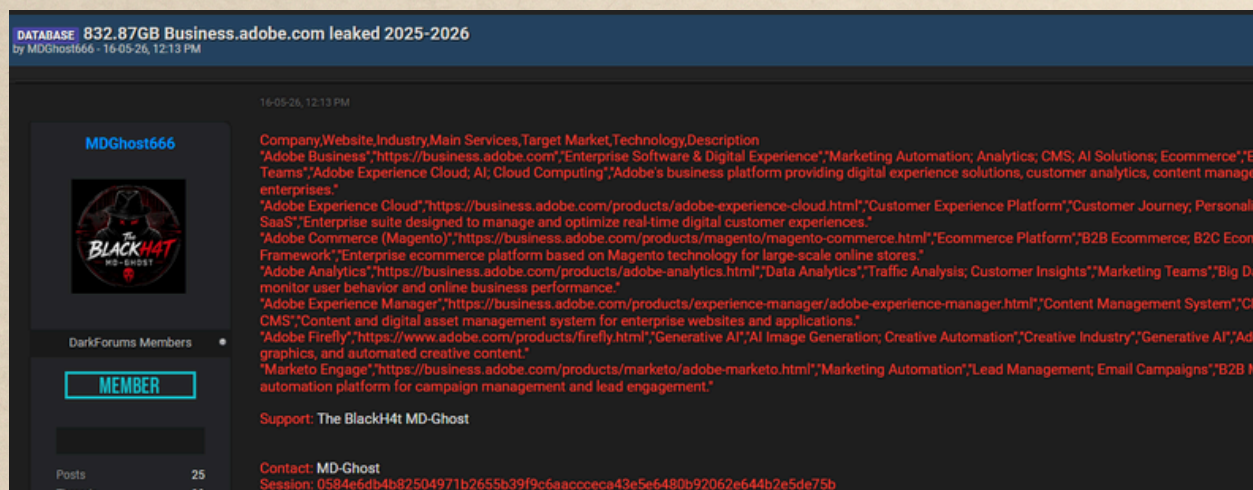 DATABASE 832.87GB Business.adobe.com leaked 2025-2026
by MDGhost666 - 16-05-26, 12:13 PM
16-05-26, 12:13 PM
MDGhost666
The
BLACKH4T
MD-GHOST
DarkForums Members
MEMBER
Posts 25
Company,Website,Industry,Main Services,Target Market,Technology,Description
"Adobe Business","https://business.adobe.com","Enterprise Software & Digital Experience","Marketing Automation; Analytics; CMS; AI Solutions; Ecommerce","E
Teams","Adobe Experience Cloud; AI; Cloud Computing","Adobe's business platform providing digital experience solutions, customer analytics, content manage
enterprises."
"Adobe Experience Cloud","https://business.adobe.com/products/adobe-experience-cloud.html","Customer Experience Platform","Customer Journey; Personali
SaaS","Enterprise suite designed to manage and optimize real-time digital customer experiences."
"Adobe Commerce (Magento)","https://business.adobe.com/products/magento/magento-commerce.html","Ecommerce Platform","B2B Ecommerce; B2C Econ
Framework","Enterprise ecommerce platform based on Magento technology for large-scale online stores."
"Adobe Analytics","https://business.adobe.com/products/adobe-analytics.html","Data Analytics","Traffic Analysis; Customer Insights","Marketing Teams","Big Da
monitor user behavior and online business performance."
"Adobe Experience Manager","https://business.adobe.com/products/experience-manager/adobe-experience-manager.html","Content Management System","Cl
CMS","Content and digital asset management system for enterprise websites and applications."
"Adobe Firefly","https://www.adobe.com/products/firefly.html","Generative AI","AI Image Generation; Creative Automation","Creative Industry","Generative AI","Ad
graphics, and automated creative content."
"Marketo Engage","https://business.adobe.com/products/marketo/adobe-marketo.html","Marketing Automation","Lead Management; Email Campaigns","B2B M
automation platform for campaign management and lead engagement."
Support: The BlackH4t MD-Ghost
Contact: MD-Ghost
Session: 0584e6db4b82504971b2655b39f9c6aaccceca43e5e6480b92062e644b2e5de75b